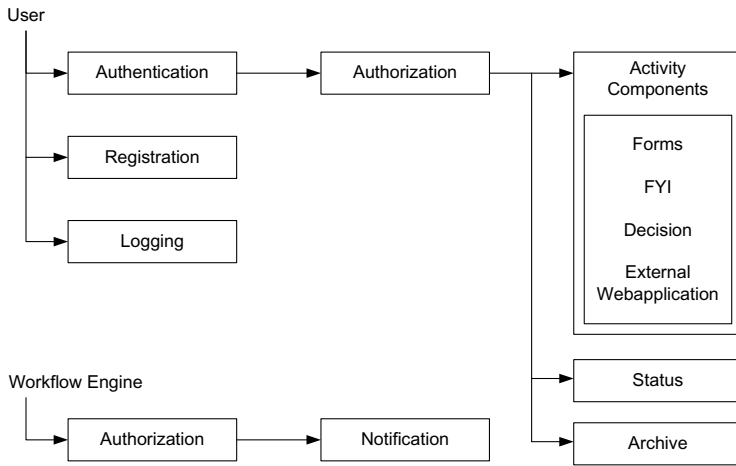 User
Authentication
Authorization
Activity
Components
Registration
Forms
FYI
Logging
Decision
External
Webapplication
Workflow Engine
Status
Authorization
Notification
Archive